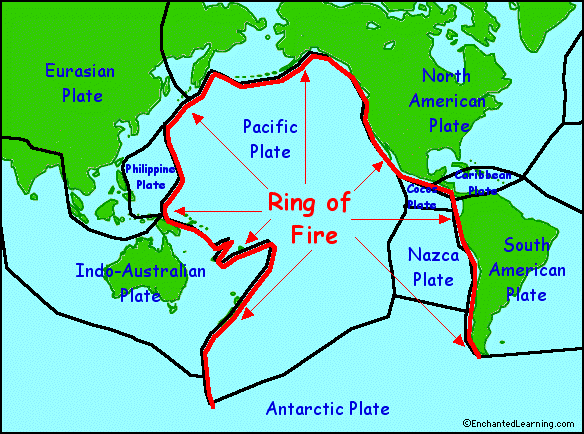 Eurasian
Plate
North
American
Plate
Pacific
Plate
Philippine
Plate
Caribbean
Plate
Cocos
Plate
Ring of
Fire
Indo-Australian
Plate
Nazca
Plate
South
American
Plate
Antarctic Plate
©EnchantedLearning.com